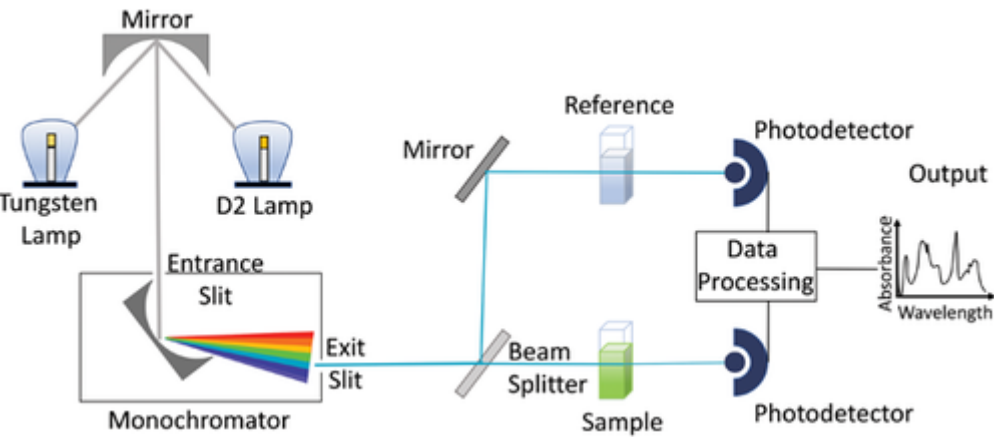 Mirror
Tungsten
Lamp
D2 Lamp
Entrance
Slit
Exit
Slit
Monochromator
Mirror
Reference
Beam
Splitter
Sample
Photodetector
Data
Processing
Photodetector
Output
Absorbance
Wavelength